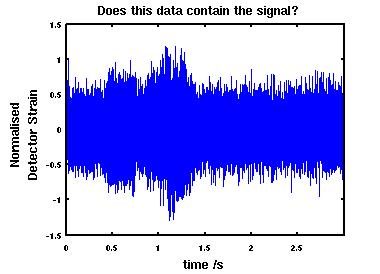 Does this data contain the signal?
1.5
1
0.5
0
-0.5
-1
-1.5
Normalised
Detector Strain
0 0.5 1 1.5 2 2.5
time /s